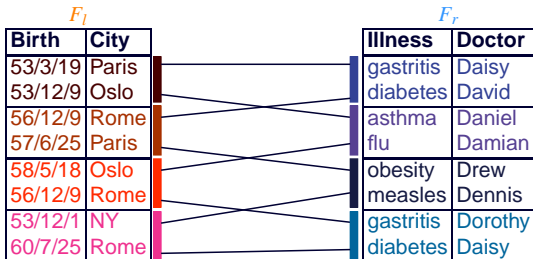 F_l F_r
Birth City Illness Doctor
53/3/19 Paris gastritis Daisy
53/12/9 Oslo diabetes David
56/12/9 Rome asthma Daniel
57/6/25 Paris flu Damian
58/5/18 Oslo obesity Drew
56/12/9 Rome measles Dennis
53/12/1 NY gastritis Dorothy
60/7/25 Rome diabetes Daisy